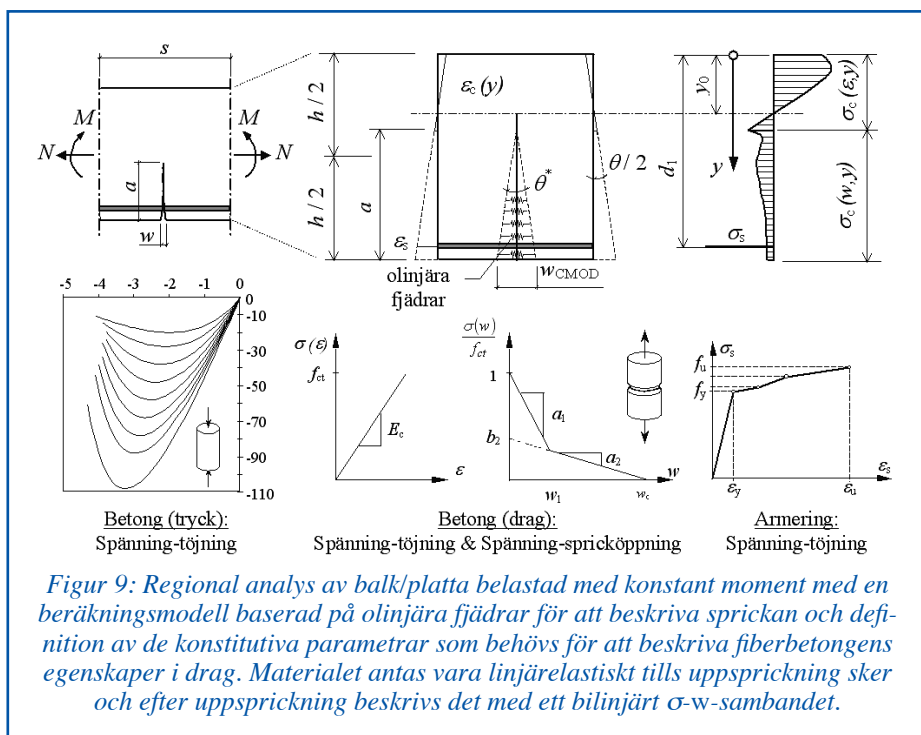 s
M
M
N
N
a
w
h / 2
h / 2
a
εc (y)
θ*
θ/2
εs
olinjära
fjädrar
wCMOD
d1
y0
y
σs
σc (ε,y)
σc (w,y)
-5 -4 -3 -2 -1 0
-0
-10
-30
-50
-70
-90
-110
Betong (tryck):
Spänning-töjning
σ (ε)
fct
Ec
ε
σ(w)
fct
1
a1
b2
a2
w1
wc
w
Betong (drag):
Spänning-töjning & Spänning-spricköppning
σs
fu
fy
εy
εu
εs
Armering:
Spänning-töjning
Figur 9: Regional analys av balk/platta belastad med konstant moment med en
beräkningsmodell baserad på olinjära fjädrar för att beskriva sprickan och defi-
nition av de konstitutiva parametrar som behövs för att beskriva fiberbetongens
egenskaper i drag. Materialet antas vara linjärelastiskt tills uppsprickning sker
och efter uppsprickning beskrivs det med ett bilinjärt σ-w-sambandet.